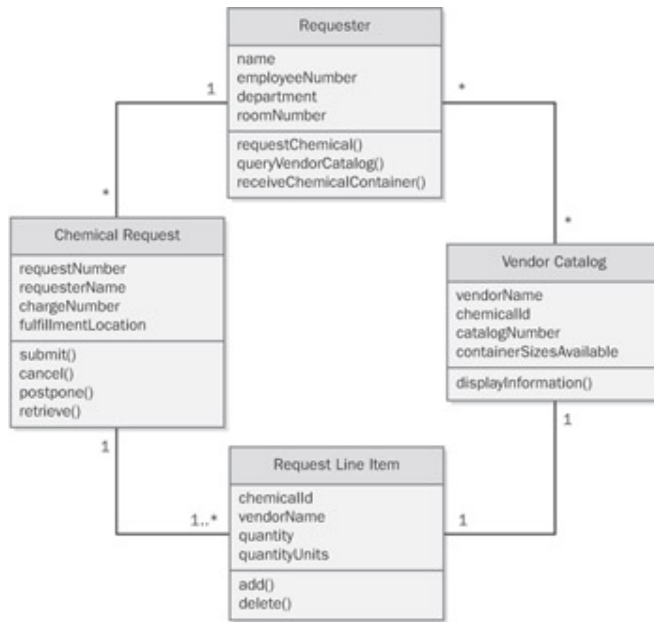 Requester
name
employeeNumber
department
roomNumber
requestChemical()
queryVendorCatalog()
receiveChemicalContainer()
1
*
*
*
Chemical Request
requestNumber
requesterName
chargeNumber
fulfillmentLocation
submit()
cancel()
postpone()
retrieve()
Vendor Catalog
vendorName
chemicalId
catalogNumber
containerSizesAvailable
displayInformation()
1
1
Request Line Item
chemicalId
vendorName
quantity
quantityUnits
add()
delete()
1..*
1